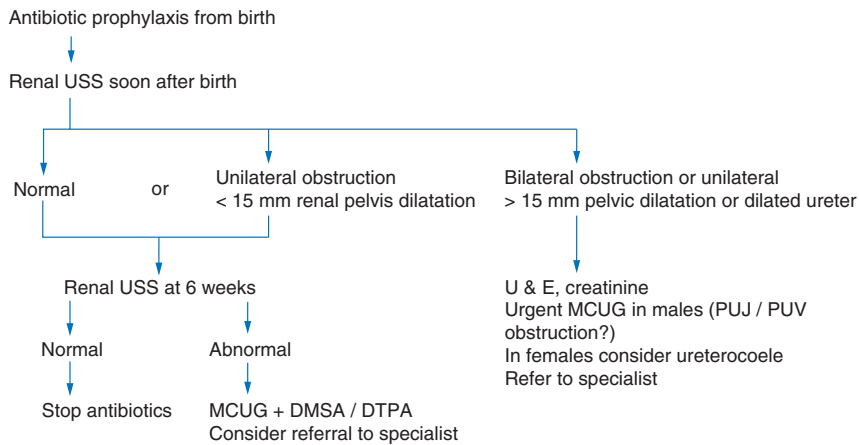 Antibiotic prophylaxis from birth
Renal USS soon after birth
Normal or Unilateral obstruction
< 15 mm renal pelvis dilatation
Bilateral obstruction or unilateral
> 15 mm pelvic dilatation or dilated ureter
Renal USS at 6 weeks
Normal
Abnormal
Stop antibiotics
MCUG + DMSA / DTPA
Consider referral to specialist
U & E, creatinine
Urgent MCUG in males (PUJ / PUV
obstruction?)
In females consider ureterocoele
Refer to specialist